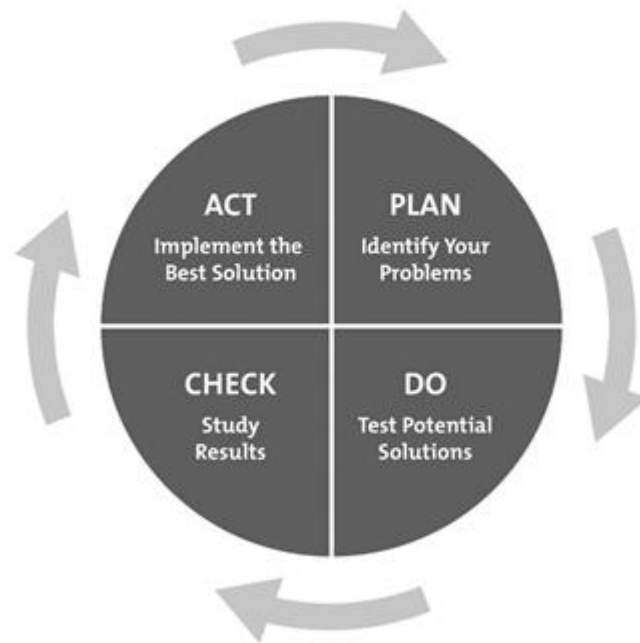 ACT
Implement the
Best Solution
PLAN
Identify Your
Problems
CHECK
Study
Results
DO
Test Potential
Solutions